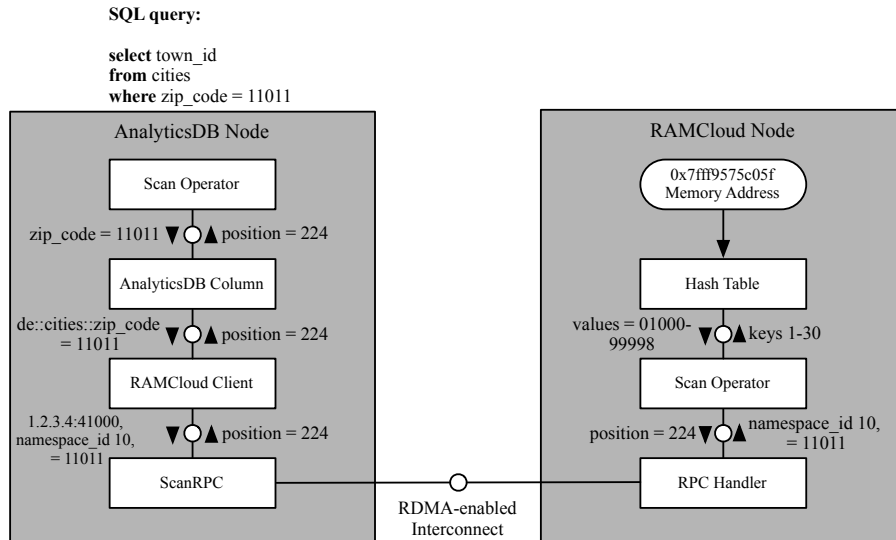 SQL query:
select town_id
from cities
where zip_code = 11011
AnalyticsDB Node
Scan Operator
zip_code = 11011
position = 224
AnalyticsDB Column
de::cities::zip_code
= 11011
position = 224
RAMCloud Client
1.2.3.4:41000,
namespace_id 10,
= 11011
position = 224
ScanRPC
RDMA-enabled
Interconnect
RAMCloud Node
0x7fff9575c05f
Memory Address
Hash Table
values = 01000-
99998
keys 1-30
Scan Operator
position = 224
namespace_id 10,
= 11011
RPC Handler